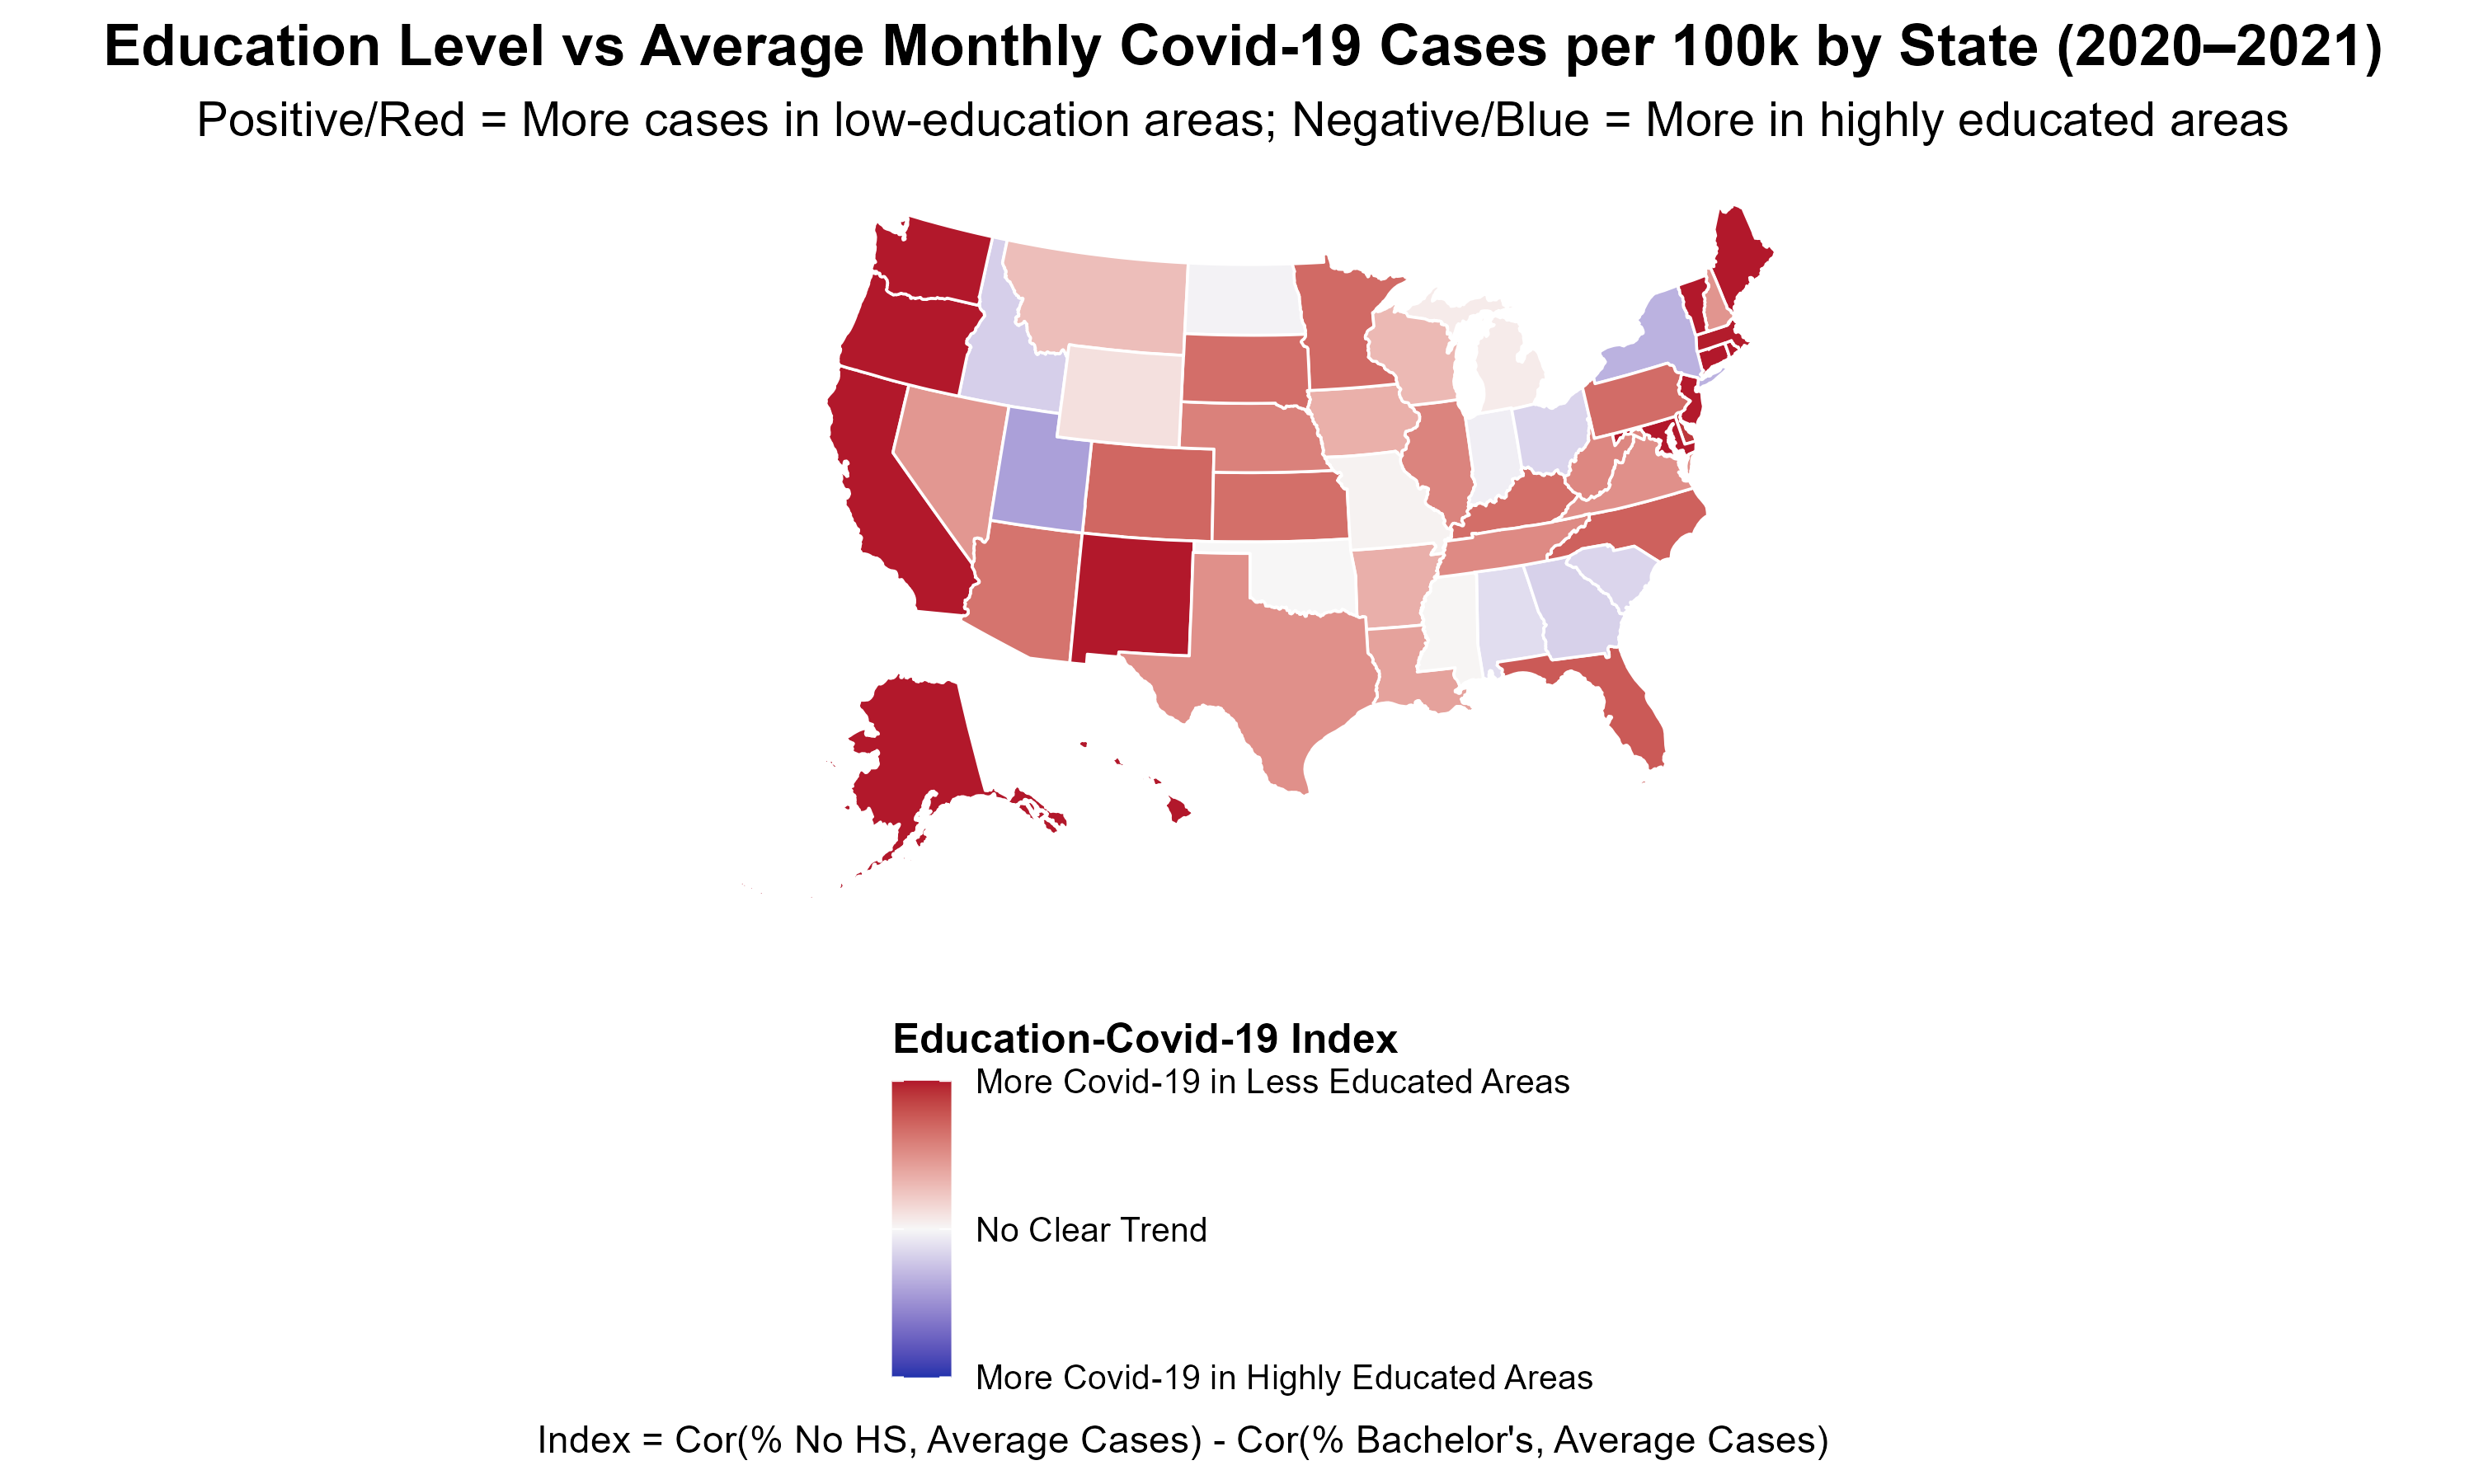 Education Level vs Average Monthly Covid-19 Cases per 100k by State (2020–2021)
Positive/Red = More cases in low-education areas; Negative/Blue = More in highly educated areas
Education-Covid-19 Index
More Covid-19 in Less Educated Areas
No Clear Trend
More Covid-19 in Highly Educated Areas
Index = Cor(% No HS, Average Cases) - Cor(% Bachelor's, Average Cases)